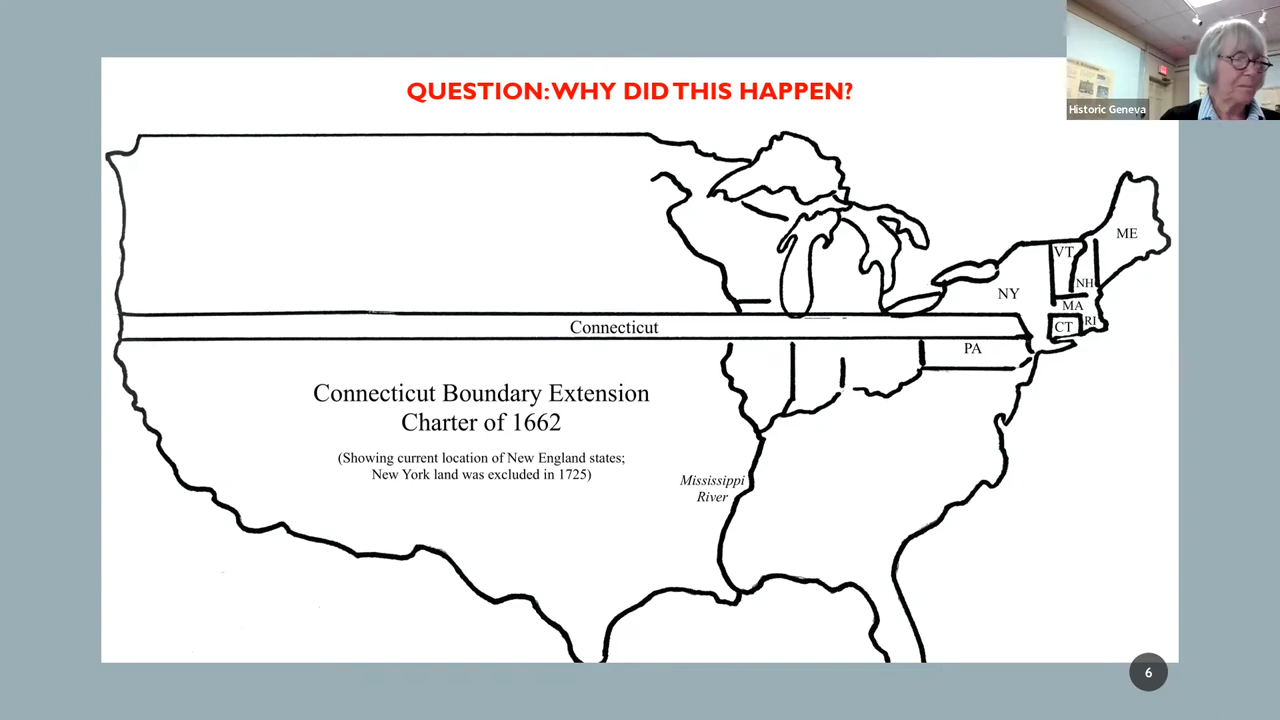 QUESTION: WHY DID THIS HAPPEN?
Historic Geneva
ME
VT
NH
NY
MA
RI
CT
Connecticut
PA
Connecticut Boundary Extension
Charter of 1662
(Showing current location of New England states;
New York land was excluded in 1725)
Mississippi
River
6